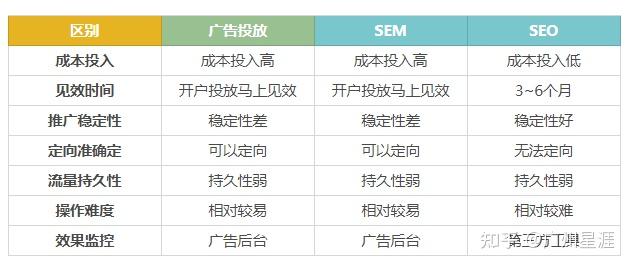 区别 广告投放 SEM SEO
成本投入 成本投入高 成本投入高 成本投入低
见效时间 开户投放马上见效 开户投放马上见效 3~6个月
推广稳定性 稳定性差 稳定性差 稳定性好
定向准确定 可以定向 可以定向 无法定向
流量持久性 持久性弱 持久性弱 持久性弱
操作难度 相对较易 相对较易 相对较难
效果监控 广告后台 广告后台 第三方工具
知乎 星涯